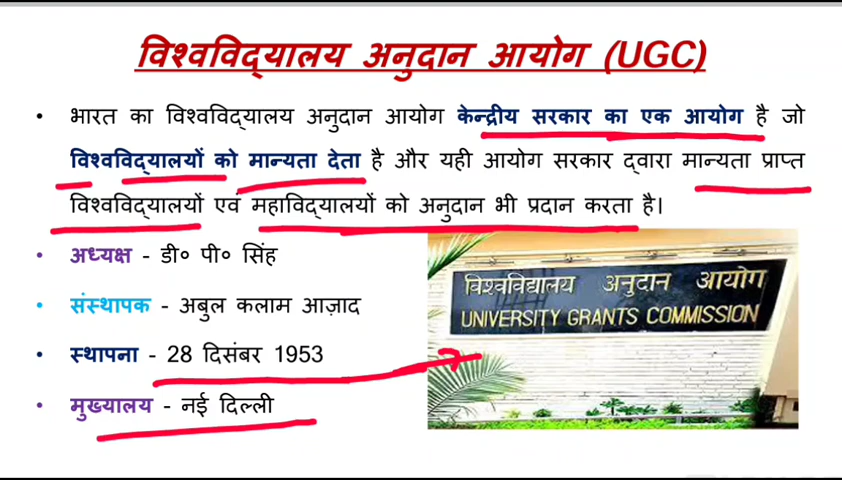 विश्वविद्यालय अनुदान आयोग (UGC)
• भारत का विश्वविद्यालय अनुदान आयोग केन्द्रीय सरकार का एक आयोग है जो
विश्वविद्यालयों को मान्यता देता है और यही आयोग सरकार द्वारा मान्यता प्राप्त
विश्वविद्यालयों एवं महाविद्यालयों को अनुदान भी प्रदान करता है।
• अध्यक्ष - डी० पी० सिंह
• संस्थापक - अबुल कलाम आज़ाद
• स्थापना - 28 दिसंबर 1953
• मुख्यालय - नई दिल्ली
विश्वविद्यालय अनुदान आयोग
UNIVERSITY GRANTS COMMISSION